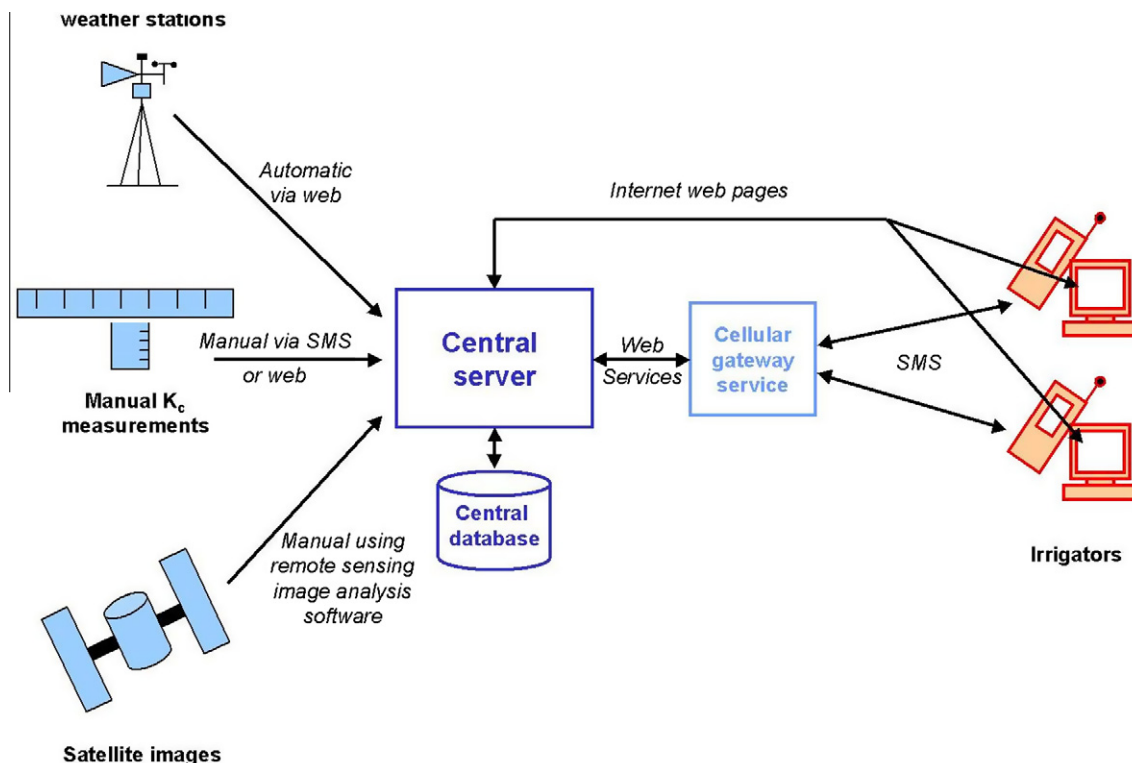 weather stations
Automatic
via web
Internet web pages
Manual via SMS
or web
Central
server
Web
Services
Cellular
gateway
service
SMS
Manual Kc
measurements
Central
database
Manual using
remote sensing
image analysis
software
Irrigators
Satellite images